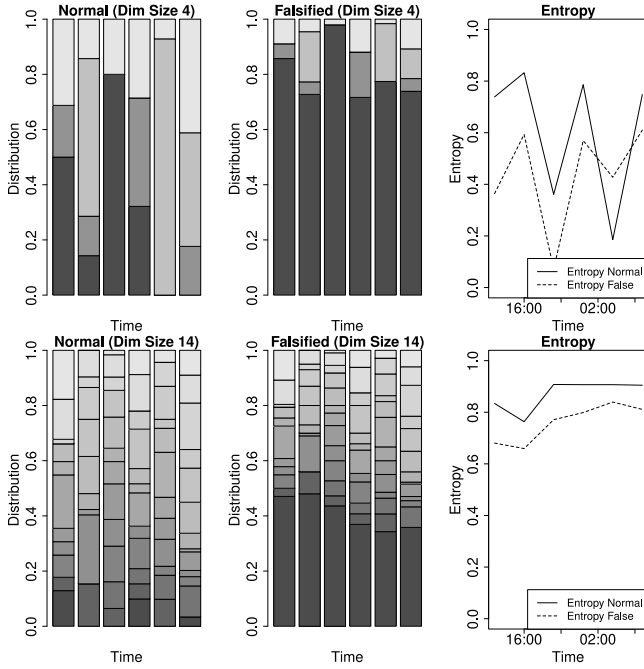 Normal (Dim Size 4)
Falsified (Dim Size 4)
Entropy
Distribution
0.0 0.2 0.4 0.6 0.8 1.0
Time
Distribution
0.0 0.2 0.4 0.6 0.8 1.0
Time
Entropy
0.0 0.2 0.4 0.6 0.8 1.0
Entropy Normal
Entropy False
16:00 02:00
Time
Normal (Dim Size 14)
Falsified (Dim Size 14)
Entropy
Distribution
0.0 0.2 0.4 0.6 0.8 1.0
Time
Distribution
0.0 0.2 0.4 0.6 0.8 1.0
Time
Entropy
0.0 0.2 0.4 0.6 0.8 1.0
Entropy Normal
Entropy False
16:00 02:00
Time